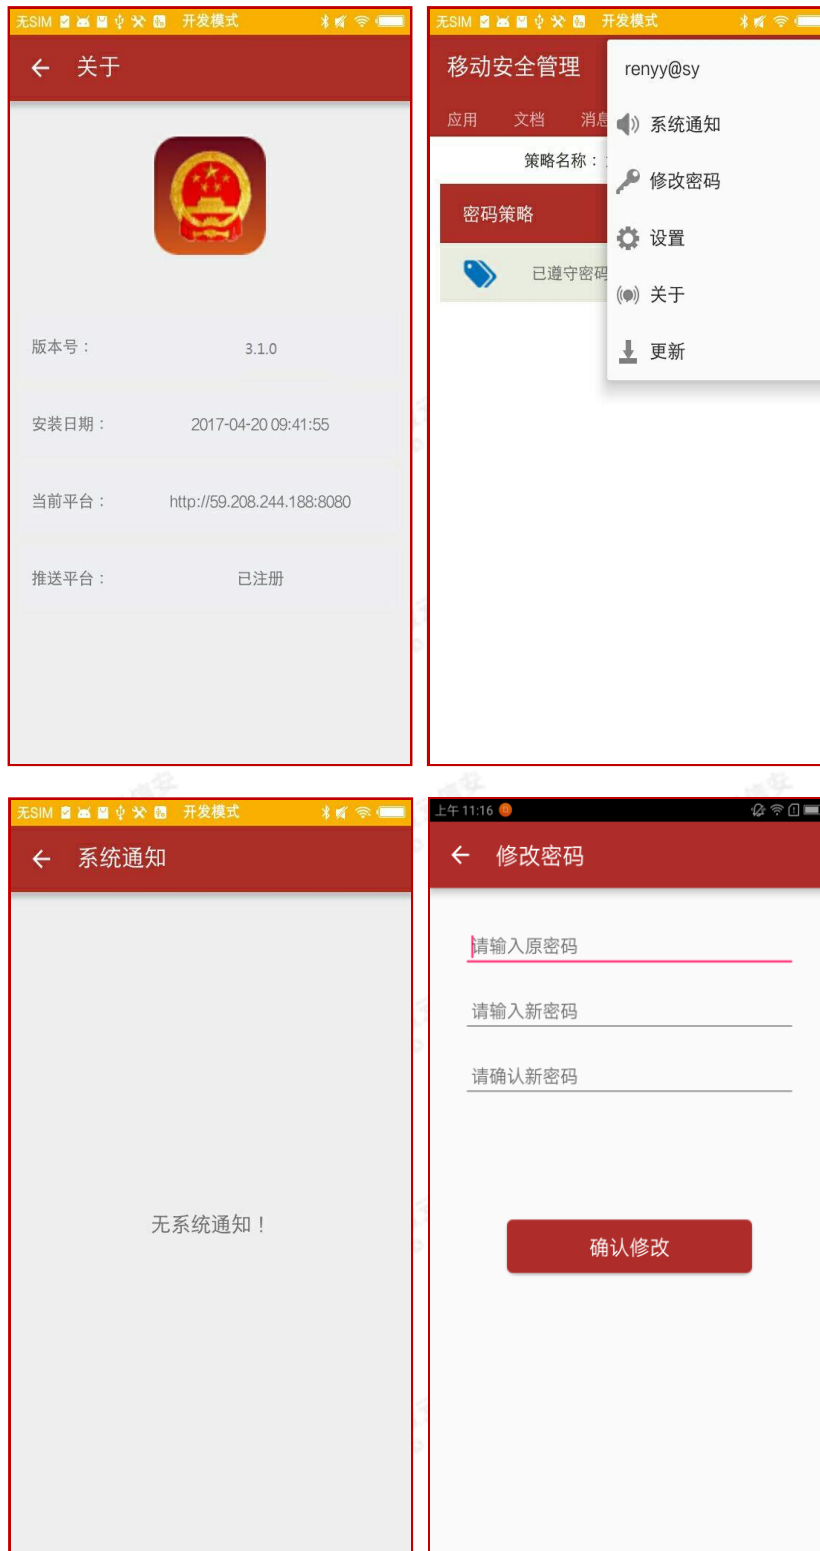 无SIM 开发模式
关于
版本号： 3.1.0
安装日期： 2017-04-20 09:41:55
当前平台： http://59.208.244.188:8080
推送平台： 已注册
无SIM 开发模式
移动安全管理
应用 文档 消息
策略名称：
密码策略
已遵守密码
renyy@sy
系统通知
修改密码
设置
关于
更新
无SIM 开发模式
系统通知
无系统通知！
上午11:16
修改密码
请输入原密码
请输入新密码
请确认新密码
确认修改